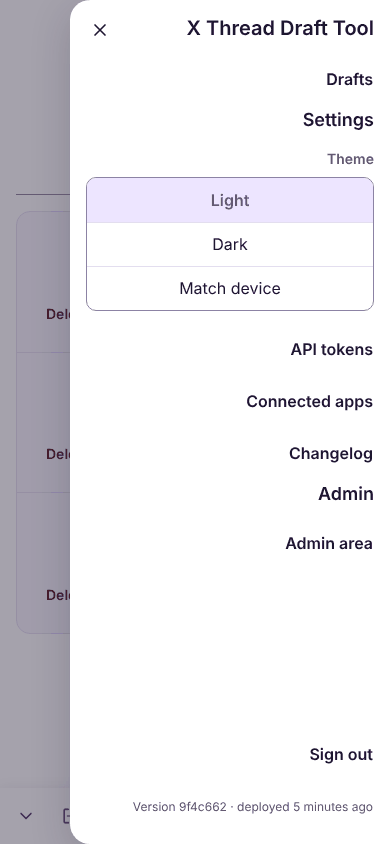 X Thread Draft Tool
Drafts
Settings
Theme
Light
Dark
Match device
API tokens
Connected apps
Changelog
Admin
Admin area
Sign out
Version 9f4c662 · deployed 5 minutes ago